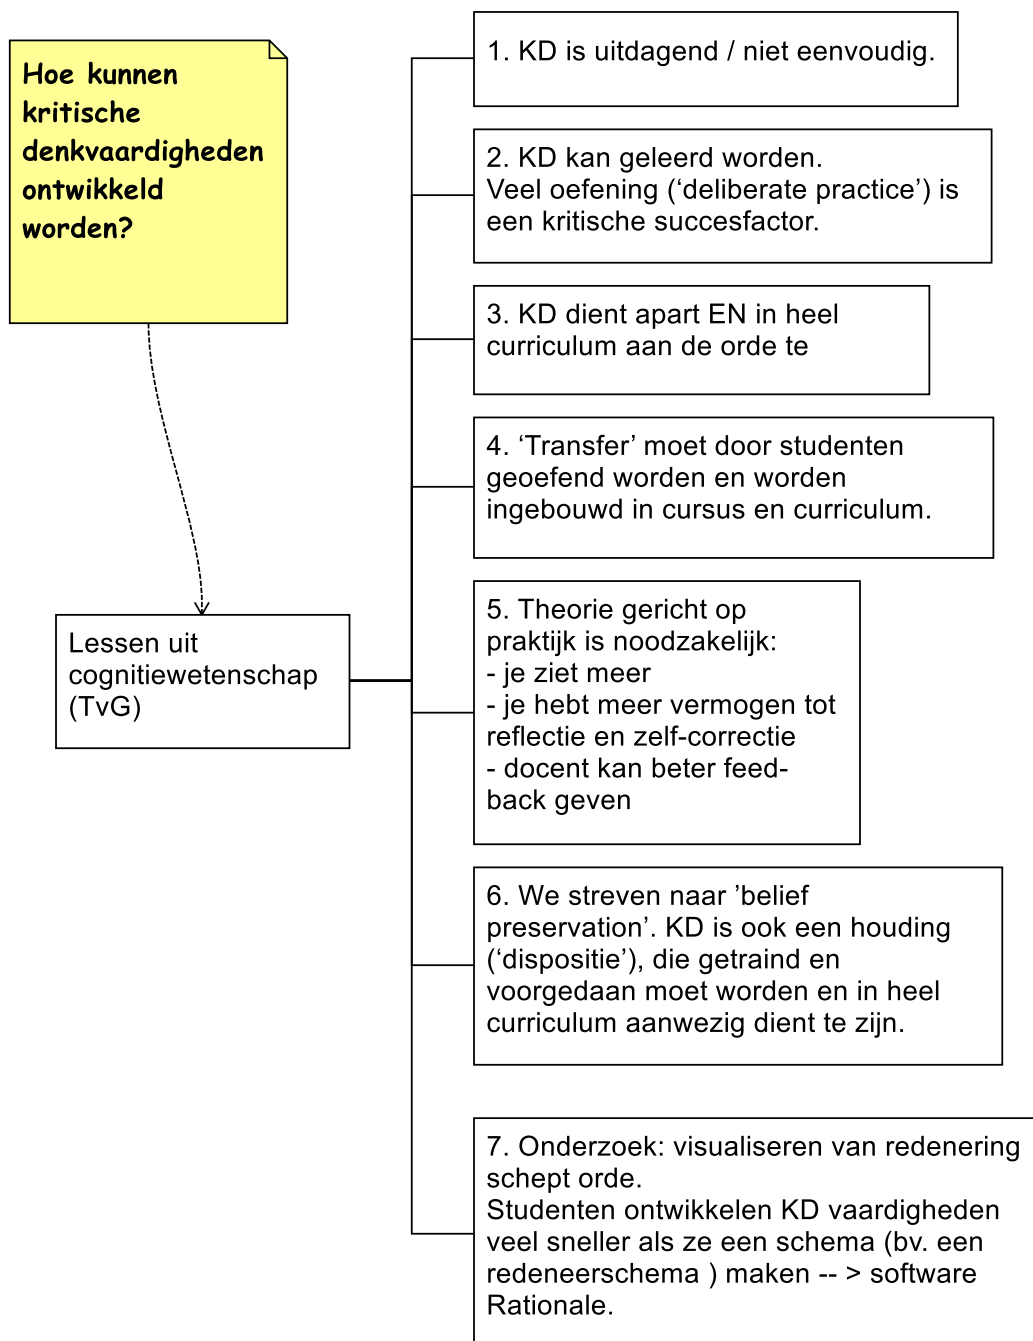 Hoe kunnen
kritische
denkvaardigheden
ontwikkeld
worden?
Lessen uit
cognitiewetenschap
(TvG)
1. KD is uitdagend / niet eenvoudig.
2. KD kan geleerd worden.
Veel oefening (‘deliberate practice’) is
een kritische succesfactor.
3. KD dient apart EN in heel
curriculum aan de orde te
4. ‘Transfer’ moet door studenten
geoefend worden en worden
ingebouwd in cursus en curriculum.
5. Theorie gericht op
praktijk is noodzakelijk:
- je ziet meer
- je hebt meer vermogen tot
reflectie en zelf-correctie
- docent kan beter feed-
back geven
6. We streven naar ’belief
preservation’. KD is ook een houding
(‘dispositie’), die getraind en
voorgedaan moet worden en in heel
curriculum aanwezig dient te zijn.
7. Onderzoek: visualiseren van redenering
schept orde.
Studenten ontwikkelen KD vaardigheden
veel sneller als ze een schema (bv. een
redeneerschema ) maken -- > software
Rationale.